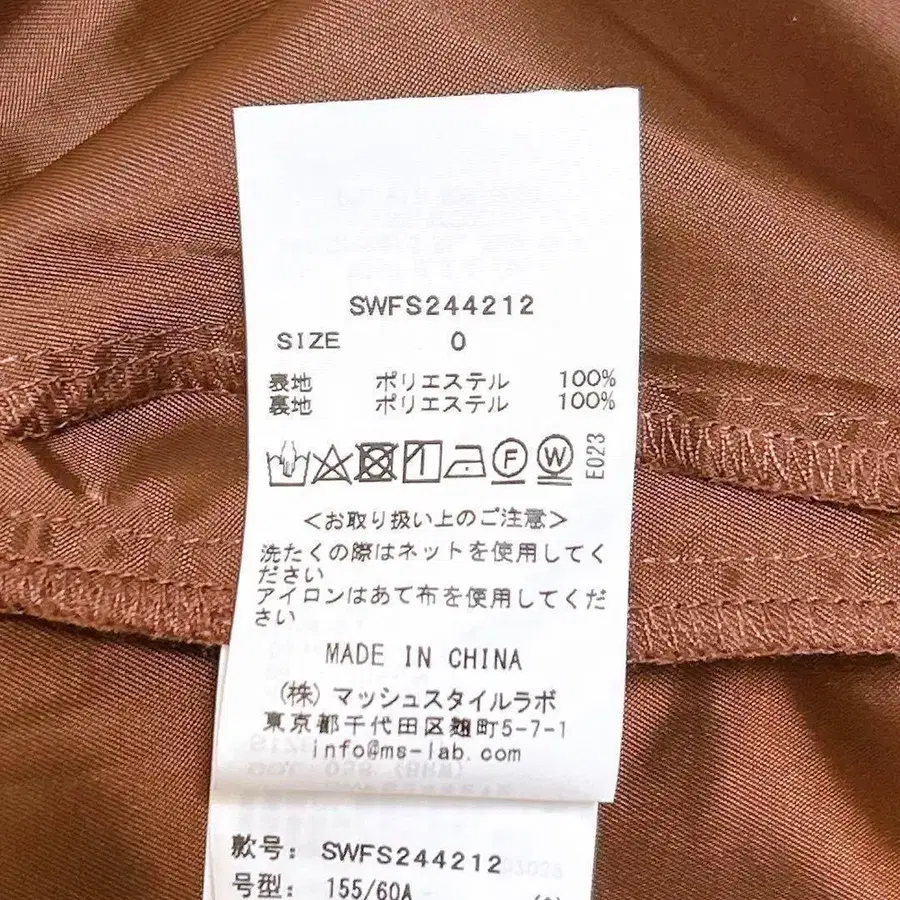 SWFS244212
SIZE 0
表地 ポリエステル 100%
裏地 ポリエステル 100%
F W E023
<お取り扱い上のご注意>
洗たくの際はネットを使用してく
ださい
アイロンはあて布を使用してくだ
さい
MADE IN CHINA
(株)マッシュスタイルラボ
東京都千代田区麹町5-7-1
info@ms-lab.com
款号: SWFS244212
号型: 155/60A